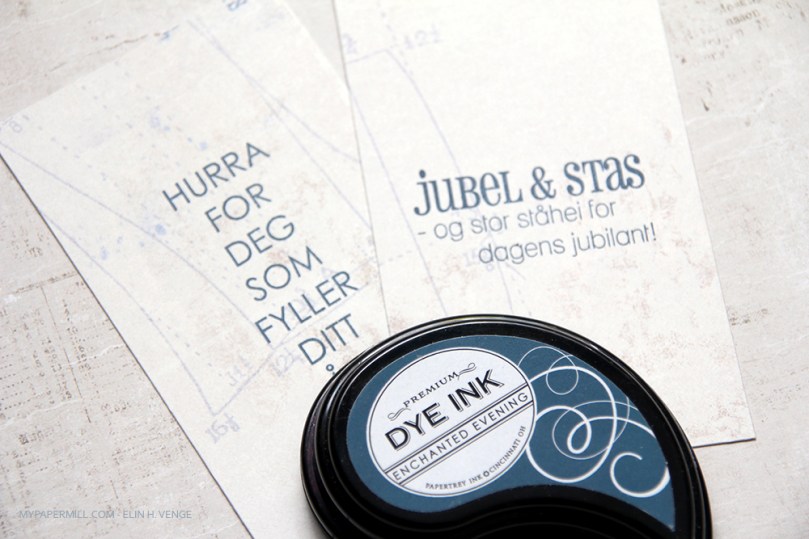 HURRA
FOR
DEG
SOM
FYLLER
DITT
jUBEL & STas
- og stor ståhei for
dagens jubilant!
PREMIUM
DYE INK
ENCHANTED EVENING
PAPERTREY INK CINCINNATI OH
MYPAPERMILL.COM - ELIN H. VENGE